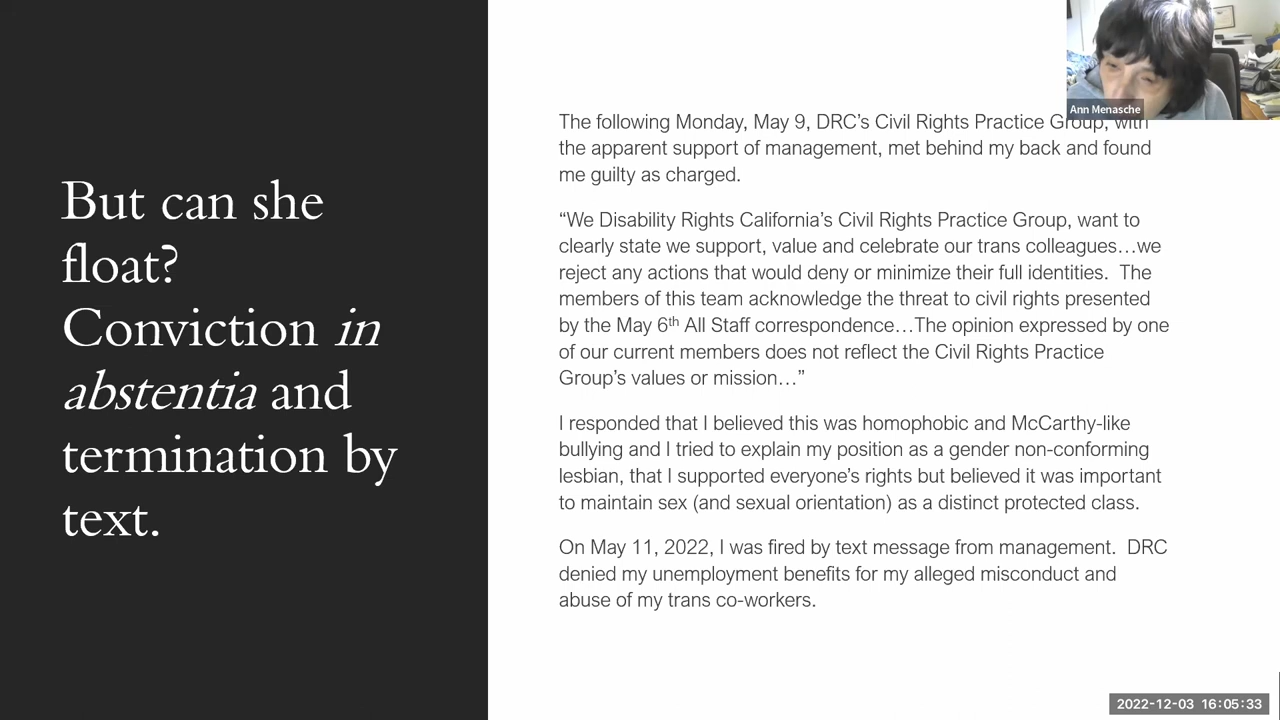 But can she
float?
Conviction in
abstentia and
termination by
text.
Ann Menasche
The following Monday, May 9, DRC’s Civil Rights Practice Group, with
the apparent support of management, met behind my back and found
me guilty as charged.
“We Disability Rights California’s Civil Rights Practice Group, want to
clearly state we support, value and celebrate our trans colleagues…we
reject any actions that would deny or minimize their full identities.  The
members of this team acknowledge the threat to civil rights presented
by the May 6th All Staff correspondence…The opinion expressed by one
of our current members does not reflect the Civil Rights Practice
Group’s values or mission…”
I responded that I believed this was homophobic and McCarthy-like
bullying and I tried to explain my position as a gender non-conforming
lesbian, that I supported everyone’s rights but believed it was important
to maintain sex (and sexual orientation) as a distinct protected class.
On May 11, 2022, I was fired by text message from management.  DRC
denied my unemployment benefits for my alleged misconduct and
abuse of my trans co-workers.
2022-12-03 16:05:33